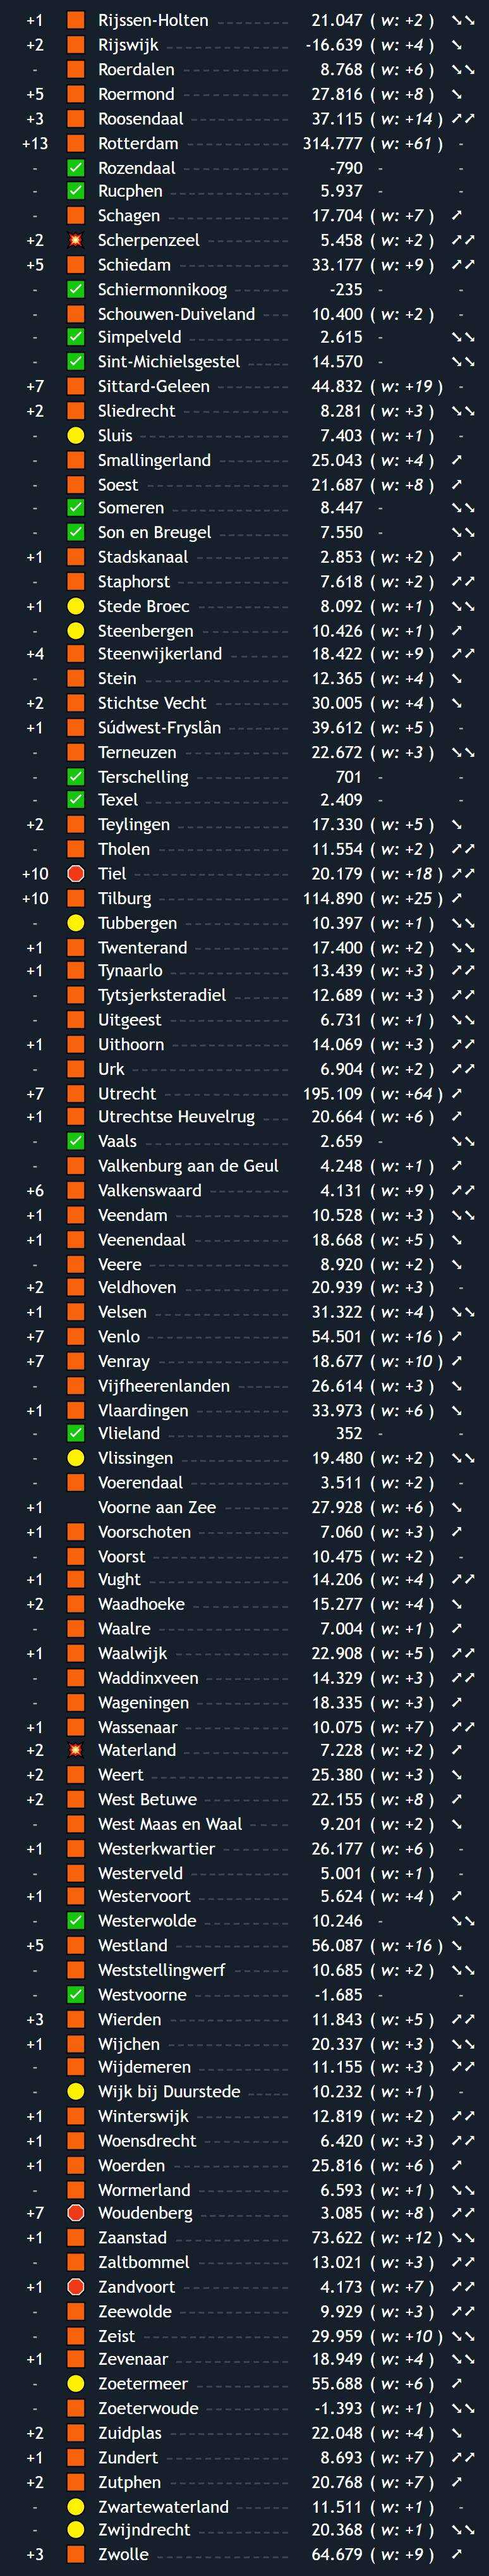 +1 Rijssen-Holten 21.047 ( w: +2 ) ↘↘
+2 Rijswijk -16.639 ( w: +4 ) ↘
- Roerdalen 8.768 ( w: +6 ) ↘↘
+5 Roermond 27.816 ( w: +8 ) ↘
+3 Roosendaal 37.115 ( w: +14 ) ↗↗
+13 Rotterdam 314.777 ( w: +61 ) -
- Rozendaal -790 - -
- Rucphen 5.937 - -
- Schagen 17.704 ( w: +7 ) ↗
+2 Scherpenzeel 5.458 ( w: +2 ) ↗↗
+5 Schiedam 33.177 ( w: +9 ) ↗↗
- Schiermonnikoog -235 - -
- Schouwen-Duiveland 10.400 ( w: +2 ) -
- Simpelveld 2.615 - ↘↘
- Sint-Michielsgestel 14.570 - ↘↘
+7 Sittard-Geleen 44.832 ( w: +19 ) -
+2 Sliedrecht 8.281 ( w: +3 ) ↘↘
- Sluis 7.403 ( w: +1 ) -
- Smallingerland 25.043 ( w: +4 ) ↗
- Soest 21.687 ( w: +8 ) ↗
- Someren 8.447 - ↘↘
- Son en Breugel 7.550 - ↘↘
+1 Stadskanaal 2.853 ( w: +2 ) ↗
- Staphorst 7.618 ( w: +2 ) ↗↗
+1 Stede Broec 8.092 ( w: +1 ) ↘↘
- Steenbergen 10.426 ( w: +1 ) ↗
+4 Steenwijkerland 18.422 ( w: +9 ) ↗↗
- Stein 12.365 ( w: +4 ) ↘
+2 Stichtse Vecht 30.005 ( w: +4 ) ↘
+1 Súdwest-Fryslân 39.612 ( w: +5 ) -
- Terneuzen 22.672 ( w: +3 ) ↘↘
- Terschelling 701 - -
- Texel 2.409 - -
+2 Teylingen 17.330 ( w: +5 ) ↘
- Tholen 11.554 ( w: +2 ) ↗↗
+10 Tiel 20.179 ( w: +18 ) ↗↗
+10 Tilburg 114.890 ( w: +25 ) ↗
- Tubbergen 10.397 ( w: +1 ) ↘↘
+1 Twenterand 17.400 ( w: +2 ) ↘↘
+1 Tynaarlo 13.439 ( w: +3 ) ↗↗
- Tytsjerksteradiel 12.689 ( w: +3 ) ↗↗
- Uitgeest 6.731 ( w: +1 ) ↘↘
+1 Uithoorn 14.069 ( w: +3 ) ↗↗
- Urk 6.904 ( w: +2 ) ↗↗
+7 Utrecht 195.109 ( w: +64 ) ↗
+1 Utrechtse Heuvelrug 20.664 ( w: +6 ) ↗
- Vaals 2.659 - ↘↘
- Valkenburg aan de Geul 4.248 ( w: +1 ) ↗
+6 Valkenswaard 4.131 ( w: +9 ) ↗↗
+1 Veendam 10.528 ( w: +3 ) ↘↘
+1 Veenendaal 18.668 ( w: +5 ) ↘
- Veere 8.920 ( w: +2 ) ↘
+2 Veldhoven 20.939 ( w: +3 ) -
+1 Velsen 31.322 ( w: +4 ) ↘↘
+7 Venlo 54.501 ( w: +16 ) ↗
+7 Venray 18.677 ( w: +10 ) ↗
- Vijfheerenlanden 26.614 ( w: +3 ) ↘
+1 Vlaardingen 33.973 ( w: +6 ) ↘
- Vlieland 352 - -
- Vlissingen 19.480 ( w: +2 ) ↘↘
- Voerendaal 3.511 ( w: +2 ) -
+1 Voorne aan Zee 27.928 ( w: +6 ) ↘
+1 Voorschoten 7.060 ( w: +3 ) ↗
- Voorst 10.475 ( w: +2 ) -
+1 Vught 14.206 ( w: +4 ) ↗↗
+2 Waadhoeke 15.277 ( w: +4 ) ↘
- Waalre 7.004 ( w: +1 ) ↗
+1 Waalwijk 22.908 ( w: +5 ) ↗↗
- Waddinxveen 14.329 ( w: +3 ) ↗↗
- Wageningen 18.335 ( w: +3 ) ↗
+1 Wassenaar 10.075 ( w: +7 ) ↗↗
+2 Waterland 7.228 ( w: +2 ) ↗
+2 Weert 25.380 ( w: +3 ) ↘
+2 West Betuwe 22.155 ( w: +8 ) ↗
- West Maas en Waal 9.201 ( w: +2 ) ↘
+1 Westerkwartier 26.177 ( w: +6 ) -
- Westerveld 5.001 ( w: +1 ) -
+1 Westervoort 5.624 ( w: +4 ) ↗
- Westerwolde 10.246 - ↘↘
+5 Westland 56.087 ( w: +16 ) ↘
- Weststellingwerf 10.685 ( w: +2 ) ↘↘
- Westvoorne -1.685 - -
+3 Wierden 11.843 ( w: +5 ) ↗↗
+1 Wijchen 20.337 ( w: +3 ) ↘↘
- Wijdemeren 11.155 ( w: +3 ) ↗↗
- Wijk bij Duurstede 10.232 ( w: +1 ) -
+1 Winterswijk 12.819 ( w: +2 ) ↗↗
+1 Woensdrecht 6.420 ( w: +3 ) ↗↗
+1 Woerden 25.816 ( w: +6 ) ↗
- Wormerland 6.593 ( w: +1 ) ↘↘
+7 Woudenberg 3.085 ( w: +8 ) ↗↗
+1 Zaanstad 73.622 ( w: +12 ) ↘↘
- Zaltbommel 13.021 ( w: +3 ) ↗↗
+1 Zandvoort 4.173 ( w: +7 ) ↗↗
- Zeewolde 9.929 ( w: +3 ) ↗↗
- Zeist 29.959 ( w: +10 ) ↘↘
+1 Zevenaar 18.949 ( w: +4 ) ↘↘
- Zoetermeer 55.688 ( w: +6 ) ↗
- Zoeterwoude -1.393 ( w: +1 ) ↘↘
+2 Zuidplas 22.048 ( w: +4 ) ↘
+1 Zundert 8.693 ( w: +7 ) ↗↗
+2 Zutphen 20.768 ( w: +7 ) ↗
- Zwartewaterland 11.511 ( w: +1 ) -
- Zwijndrecht 20.368 ( w: +1 ) ↘↘
+3 Zwolle 64.679 ( w: +9 ) ↗